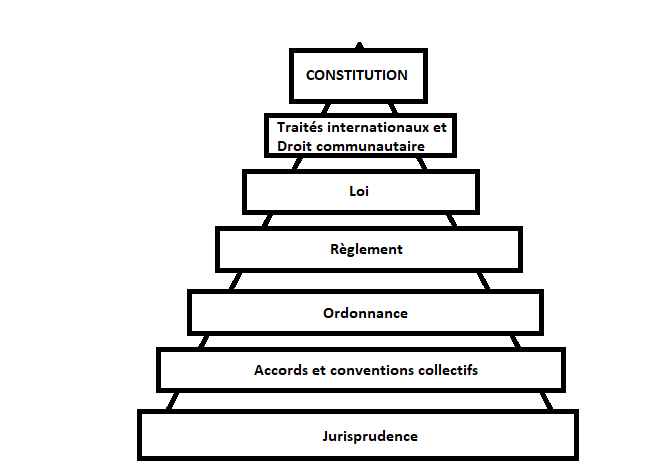 CONSTITUTION
Traités internationaux et
Droit communautaire
Loi
Règlement
Ordonnance
Accords et conventions collectifs
Jurisprudence